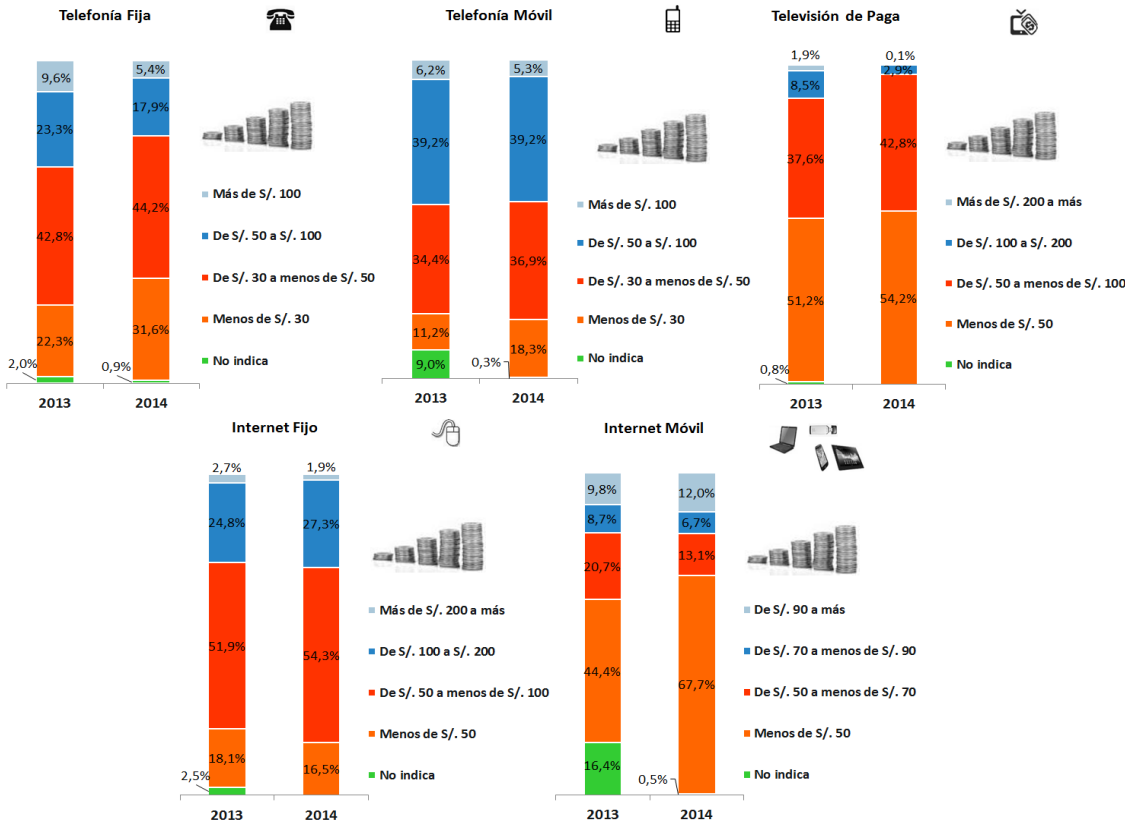 Telefonía Fija
9,6%
5,4%
23,3%
17,9%
42,8%
44,2%
22,3%
31,6%
2,0%
0,9%
2013
2014
Más de S/. 100
De S/. 50 a S/. 100
De S/. 30 a menos de S/. 50
Menos de S/. 30
No indica
Telefonía Móvil
6,2%
5,3%
39,2%
39,2%
34,4%
36,9%
11,2%
18,3%
9,0%
0,3%
2013
2014
Más de S/. 100
De S/. 50 a S/. 100
De S/. 30 a menos de S/. 50
Menos de S/. 30
No indica
Televisión de Paga
1,9%
0,1%
8,5%
2,9%
37,6%
42,8%
51,2%
54,2%
0,8%
2013
2014
Más de S/. 200 a más
De S/. 100 a S/. 200
De S/. 50 a menos de S/. 100
Menos de S/. 50
No indica
Internet Fijo
2,7%
1,9%
24,8%
27,3%
51,9%
54,3%
18,1%
16,5%
2,5%
2013
2014
Más de S/. 200 a más
De S/. 100 a S/. 200
De S/. 50 a menos de S/. 100
Menos de S/. 50
No indica
Internet Móvil
9,8%
12,0%
8,7%
6,7%
20,7%
13,1%
44,4%
67,7%
16,4%
0,5%
2013
2014
De S/. 90 a más
De S/. 70 a menos de S/. 90
De S/. 50 a menos de S/. 70
Menos de S/. 50
No indica